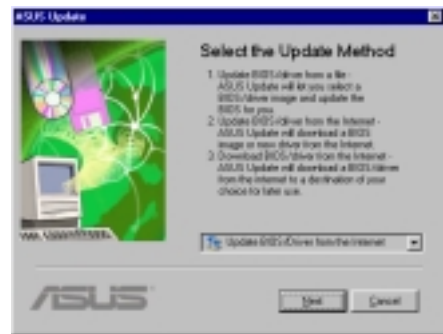 ASUS Update
Select the Update Method
1. Update BIOS/driver from a file -
ASUS Update will let you select a
BIOS/driver image and update the
BIOS for you.
2. Update BIOS/driver from the Internet -
ASUS Update will download a BIOS
image or new driver from the Internet.
3. Download BIOS/driver from the Internet -
ASUS Update will download a BIOS/driver
from the internet to a destination of your
choice for later use.
Update BIOS/Driver from the Internet
ASUS
Next
Cancel